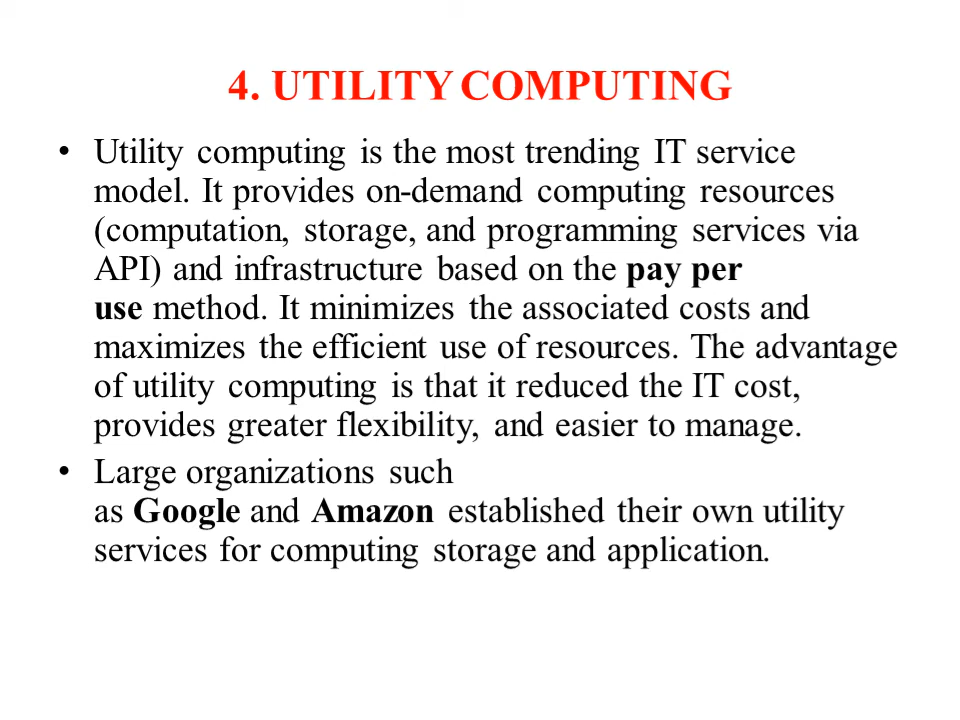 4. UTILITY COMPUTING
• Utility computing is the most trending IT service
model. It provides on-demand computing resources
(computation, storage, and programming services via
API) and infrastructure based on the pay per
use method. It minimizes the associated costs and
maximizes the efficient use of resources. The advantage
of utility computing is that it reduced the IT cost,
provides greater flexibility, and easier to manage.
• Large organizations such
as Google and Amazon established their own utility
services for computing storage and application.